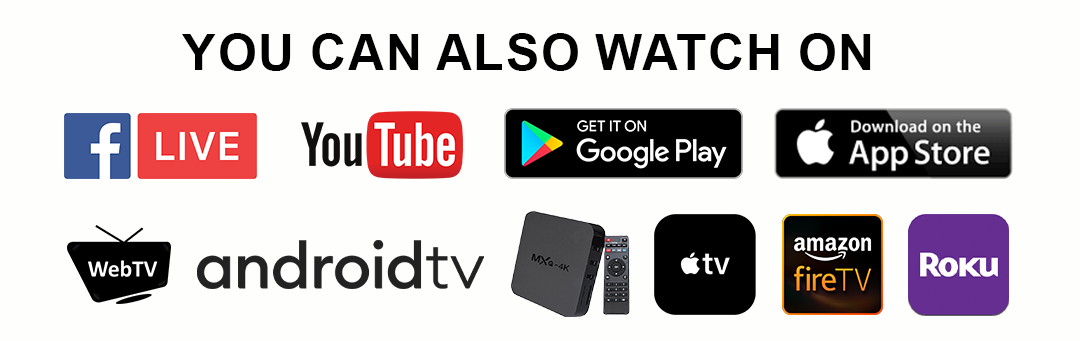 YOU CAN ALSO WATCH ON
f LIVE
YouTube
GET IT ON
Google Play
Download on the
App Store
WebTV
androidtv
MXQ-4K
tv
amazon
fireTV
ROKU